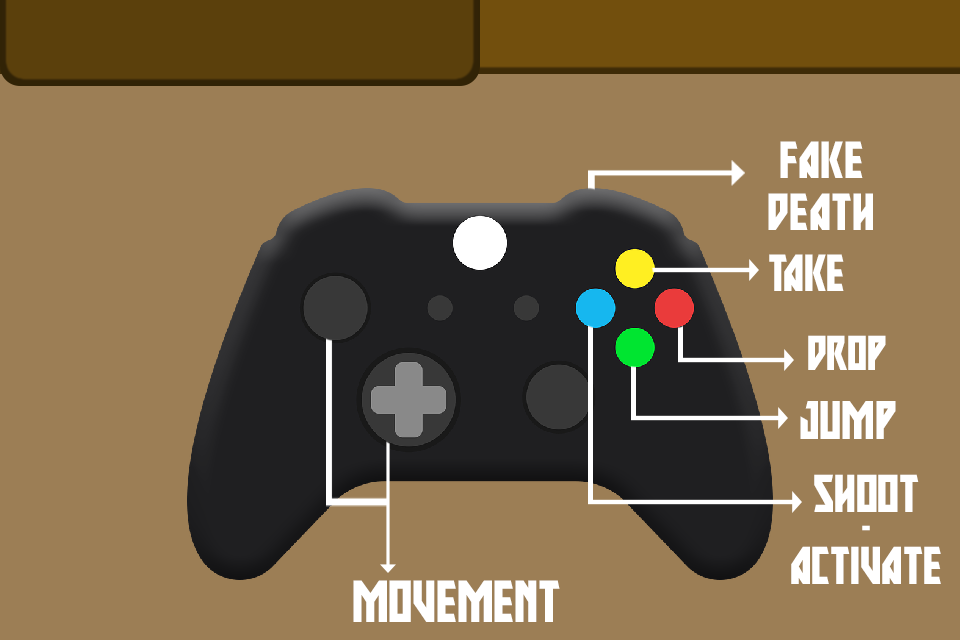 FAKE
DEATH
TAKE
DROP
JUMP
SHOOT
-
ACTIVATE
MOVEMENT